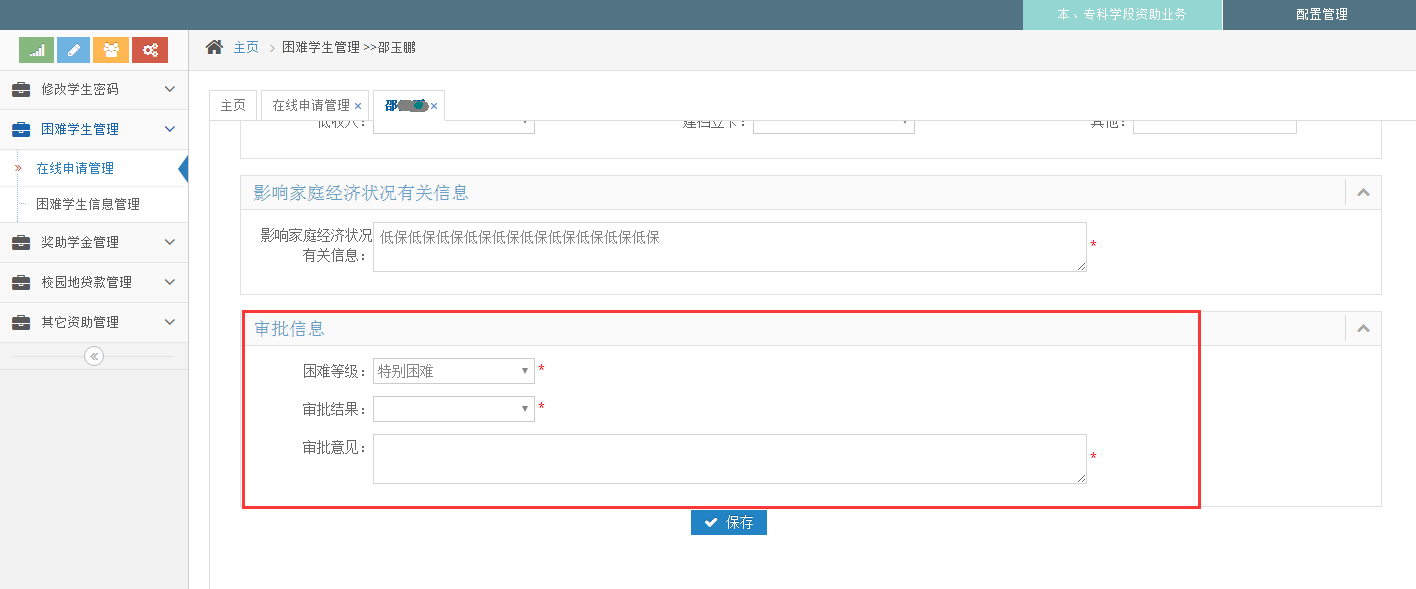 本、专科学段资助业务
配置管理
主页 > 困难学生管理 >>邵玉鹏
修改学生密码
困难学生管理
» 在线申请管理
困难学生信息管理
奖助学金管理
校园地贷款管理
其它资助管理
«
主页
在线申请管理 ×
邵 ×
低收入：
建档立卡：
其他：
影响家庭经济状况有关信息
影响家庭经济状况
有关信息：
低保低保低保低保低保低保低保低保低保低保
*
审批信息
困难等级： 特别困难 *
审批结果： *
审批意见： *
保存